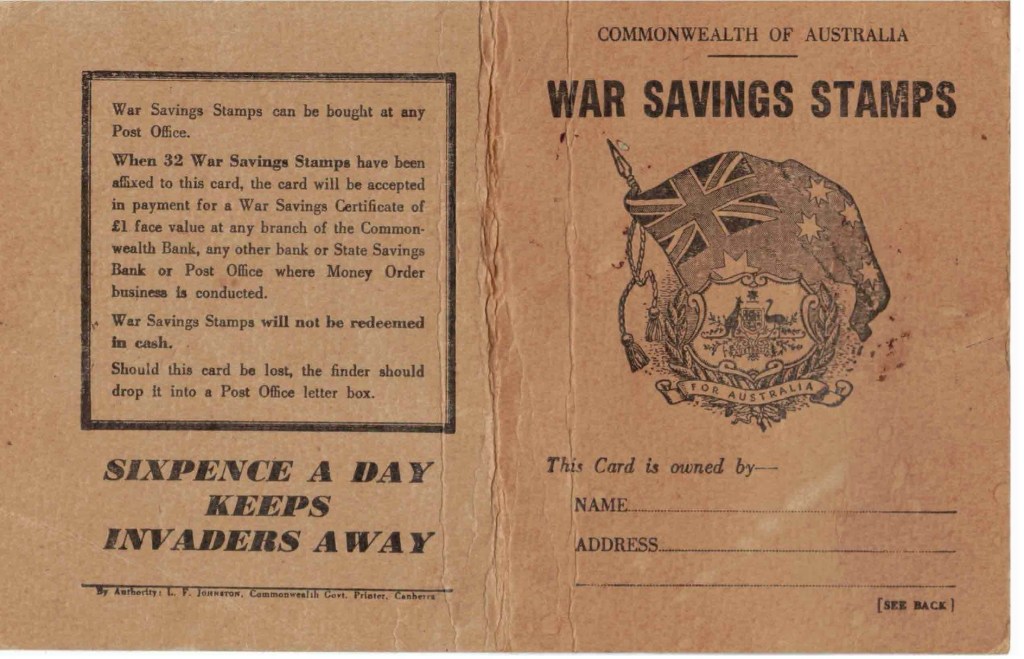 War Savings Stamps can be bought at any
Post Office.
When 32 War Savings Stamps have been
affixed to this card, the card will be accepted
in payment for a War Savings Certificate of
£1 face value at any branch of the Common-
wealth Bank, any other bank or State Savings
Bank or Post Office where Money Order
business is conducted.
War Savings Stamps will not be redeemed
in cash.
Should this card be lost, the finder should
drop it into a Post Office letter box.
SIXPENCE A DAY
KEEPS
INVADERS AWAY
By Authority: L. F. JOHNSTON, Commonwealth Govt. Printer, Canberra
COMMONWEALTH OF AUSTRALIA
WAR SAVINGS STAMPS
FOR AUSTRALIA
This Card is owned by—
NAME
ADDRESS
[SEE BACK]